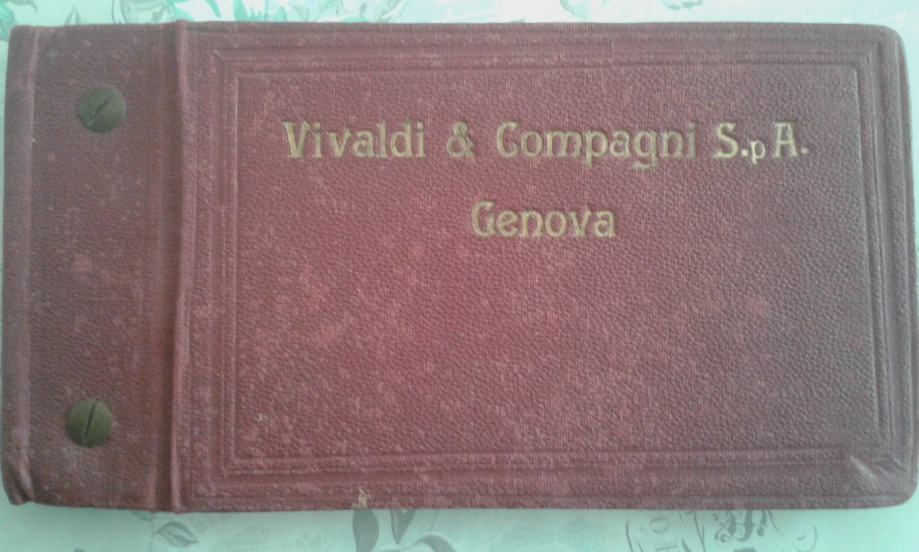 Vivaldi & Compagni S.p A.
Genova